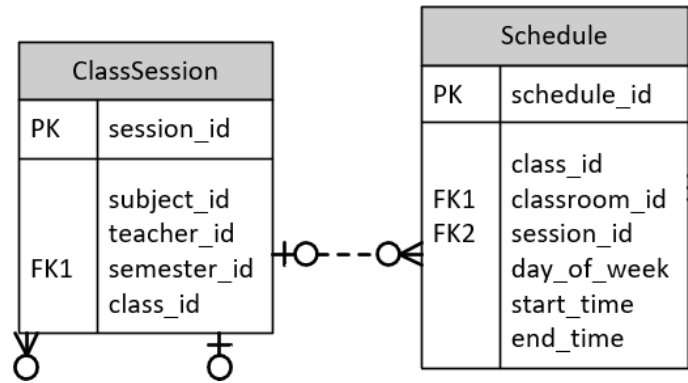 ClassSession
PK session_id
subject_id
teacher_id
FK1 semester_id
class_id
Schedule
PK schedule_id
class_id
FK1 classroom_id
FK2 session_id
day_of_week
start_time
end_time